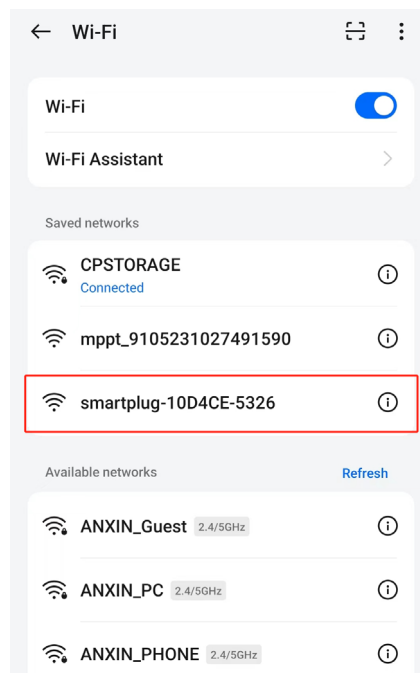 Wi-Fi
Wi-Fi
Wi-Fi Assistant
Saved networks
CPSTORAGE
Connected
mppt_9105231027491590
smartplug-10D4CE-5326
Available networks Refresh
ANXIN_Guest 2.4/5GHz
ANXIN_PC 2.4/5GHz
ANXIN_PHONE 2.4/5GHz